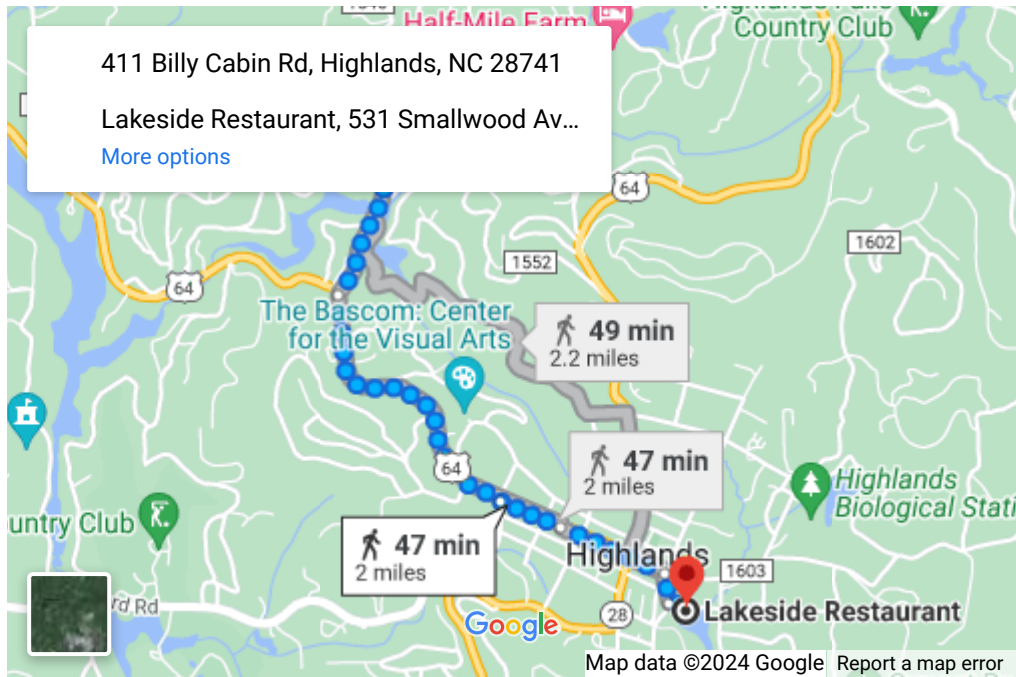 Half-Mile Farm
Country Club
411 Billy Cabin Rd, Highlands, NC 28741
Lakeside Restaurant, 531 Smallwood Av...
More options
64
1602
1552
64
The Bascom: Center
for the Visual Arts
49 min
2.2 miles
64
47 min
2 miles
Highlands
Biological Stati
untry Club
47 min
2 miles
Highlands
1603
rd Rd
Google
28
Lakeside Restaurant
Map data ©2024 Google
Report a map error